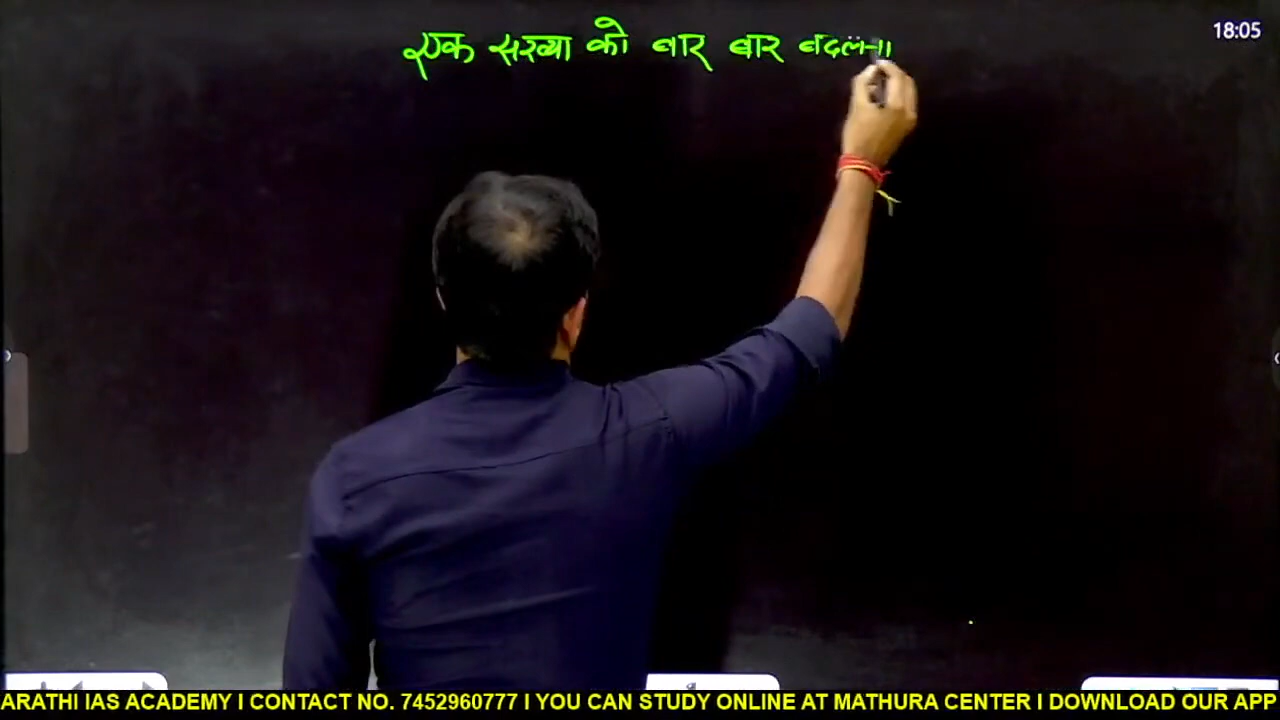 18:05
एक सख्या को बार बार बदलना
ARATHI IAS ACADEMY I CONTACT NO. 7452960777 I YOU CAN STUDY ONLINE AT MATHURA CENTER I DOWNLOAD OUR APP